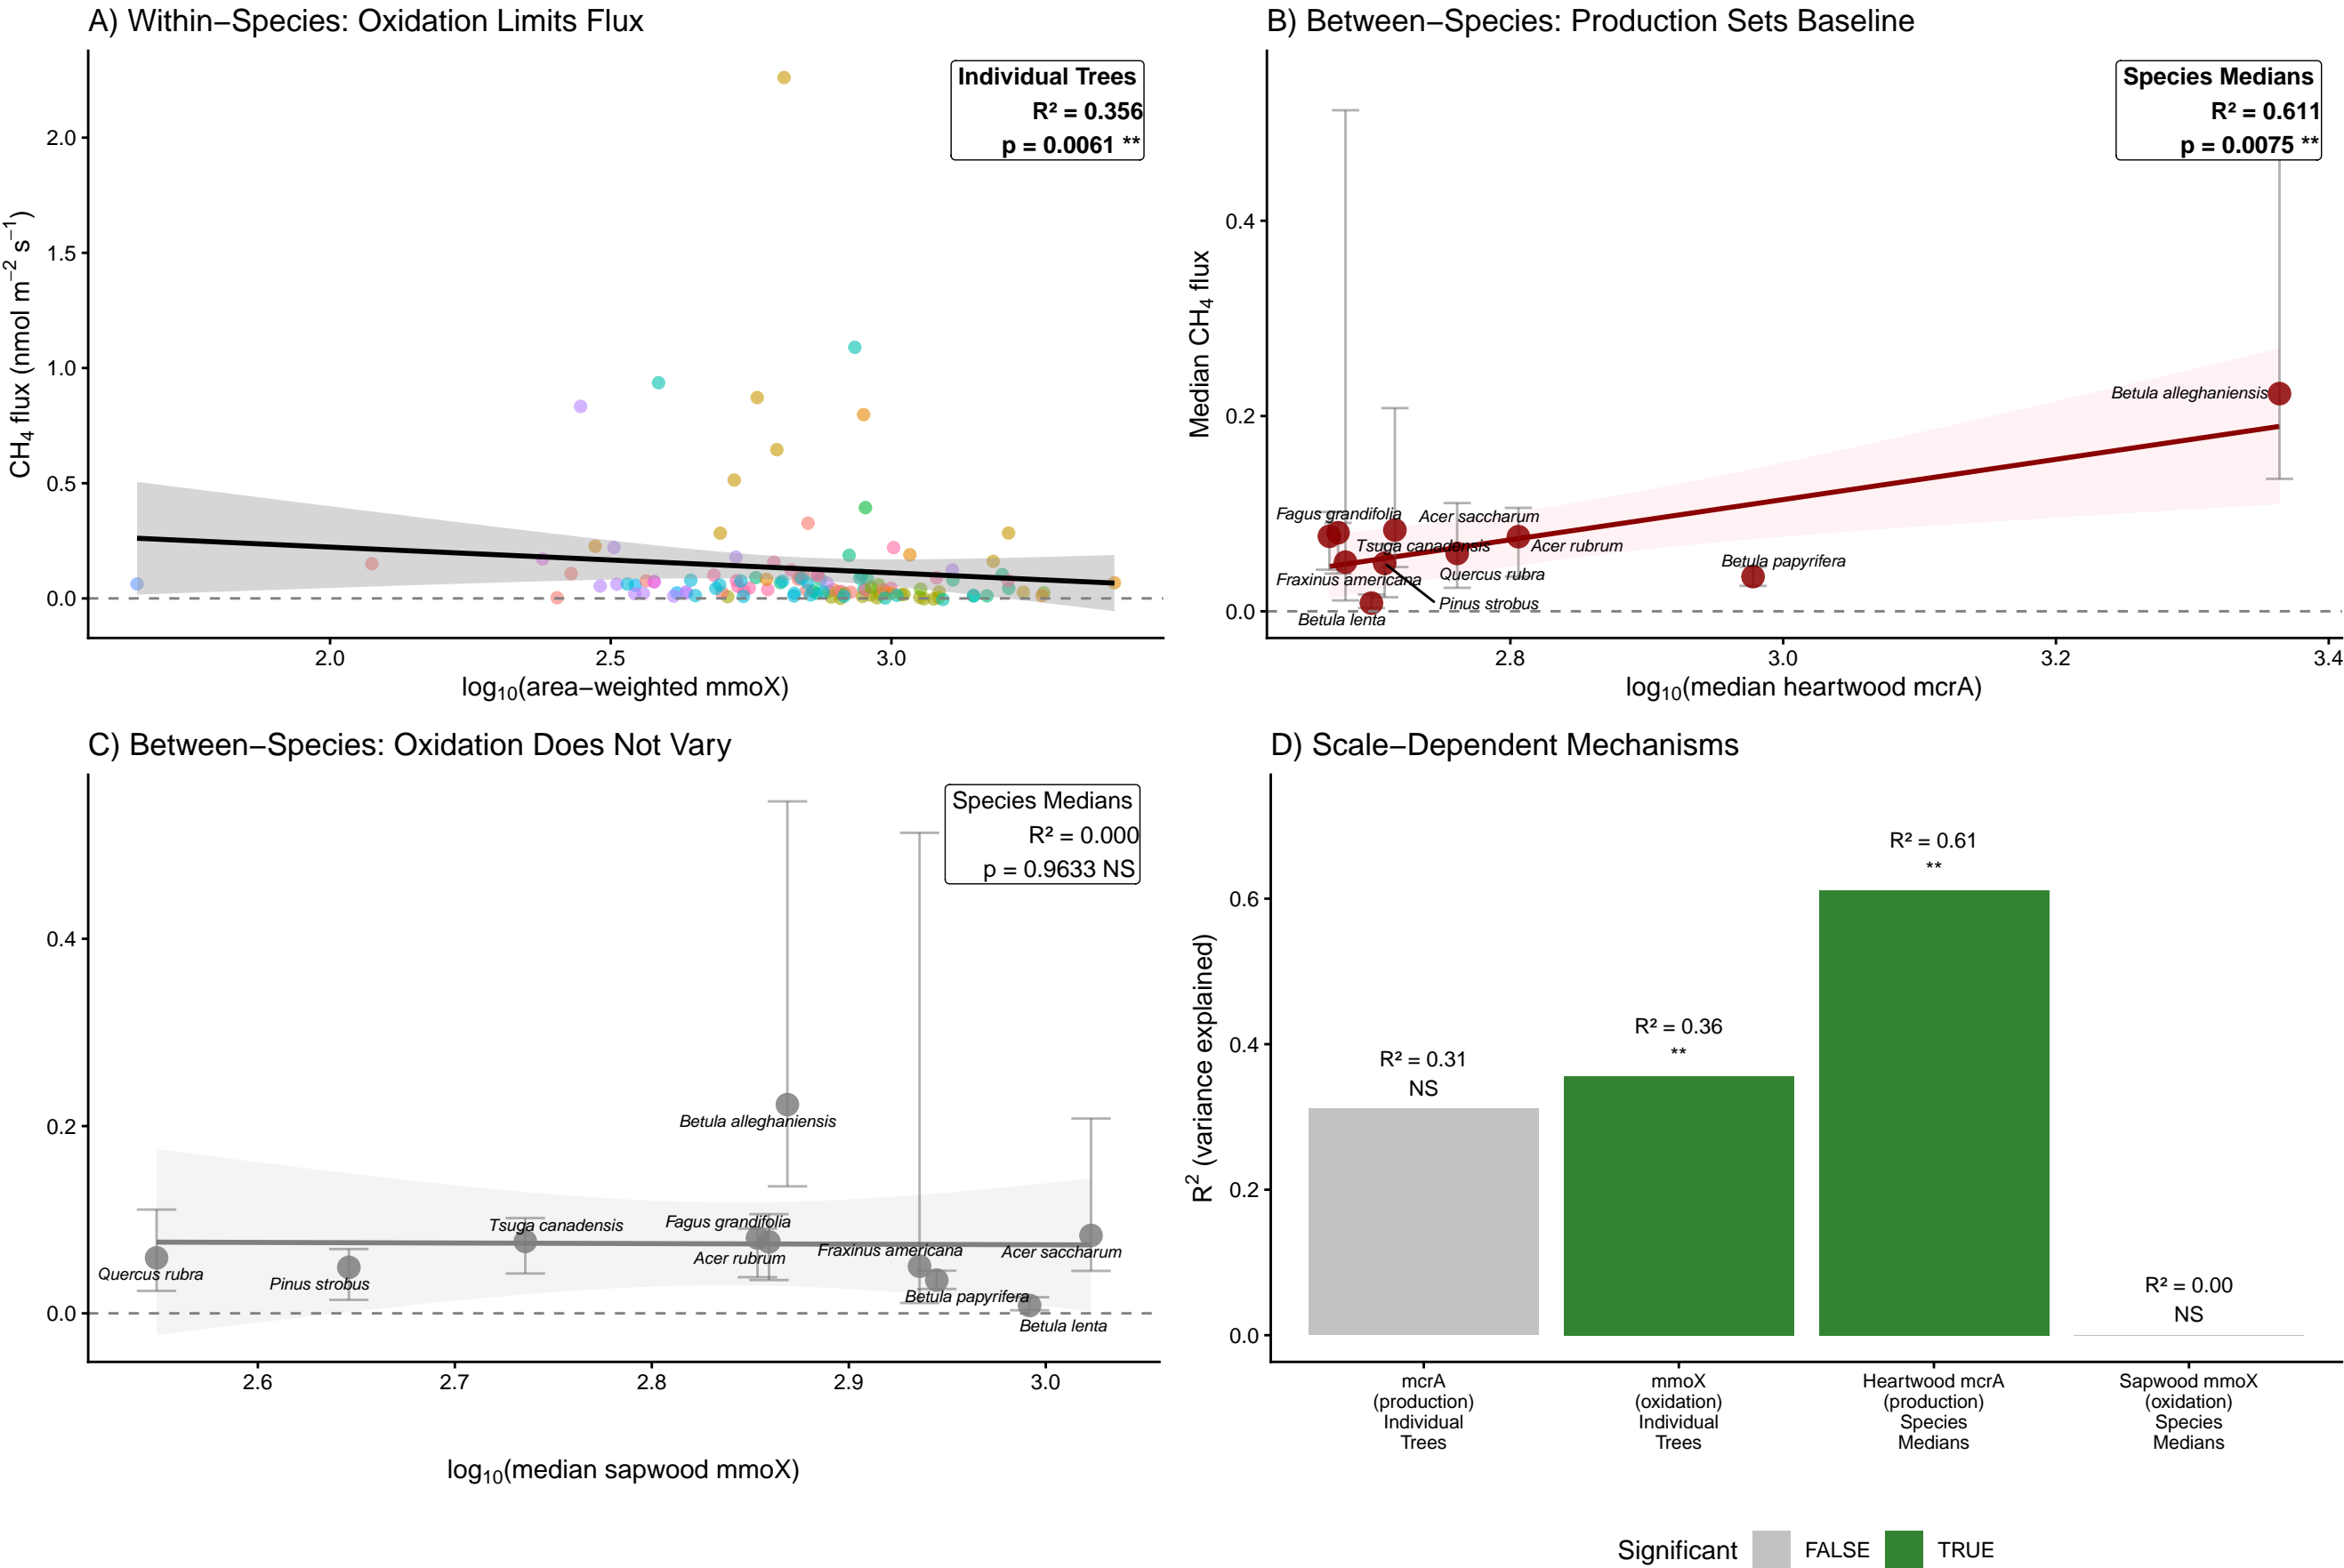 A) Within−Species: Oxidation Limits Flux
Individual Trees
R² = 0.356
p = 0.0061 **
CH₄ flux (nmol m⁻² s⁻¹)
2.0
1.5
1.0
0.5
0.0
2.0 2.5 3.0
log₁₀(area−weighted mmoX)
B) Between−Species: Production Sets Baseline
Species Medians
R² = 0.611
p = 0.0075 **
Median CH₄ flux
0.4
0.2
0.0
Betula alleghaniensis
Fagus grandifolia
Acer saccharum
Tsuga canadensis
Acer rubrum
Betula papyrifera
Fraxinus americana
Quercus rubra
Pinus strobus
Betula lenta
2.8 3.0 3.2 3.4
log₁₀(median heartwood mcrA)
C) Between−Species: Oxidation Does Not Vary
Species Medians
R² = 0.000
p = 0.9633 NS
0.4
0.2
0.0
Betula alleghaniensis
Tsuga canadensis
Fagus grandifolia
Acer rubrum
Fraxinus americana
Acer saccharum
Quercus rubra
Pinus strobus
Betula papyrifera
Betula lenta
2.6 2.7 2.8 2.9 3.0
log₁₀(median sapwood mmoX)
D) Scale−Dependent Mechanisms
R² (variance explained)
0.6
0.4
0.2
0.0
R² = 0.31
NS
R² = 0.36
**
R² = 0.61
**
R² = 0.00
NS
mcrA
(production)
Individual
Trees
mmoX
(oxidation)
Individual
Trees
Heartwood mcrA
(production)
Species
Medians
Sapwood mmoX
(oxidation)
Species
Medians
Significant FALSE TRUE